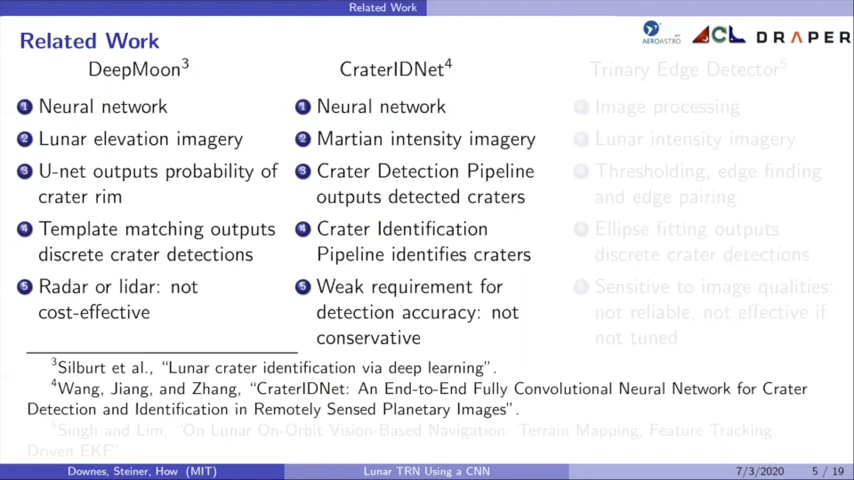 Related Work
Related Work
AEROASTRO
ACL
DRAPER
DeepMoon3
1 Neural network
2 Lunar elevation imagery
3 U-net outputs probability of
crater rim
4 Template matching outputs
discrete crater detections
5 Radar or lidar: not
cost-effective
CraterIDNet4
1 Neural network
2 Martian intensity imagery
3 Crater Detection Pipeline
outputs detected craters
4 Crater Identification
Pipeline identifies craters
5 Weak requirement for
detection accuracy: not
conservative
Trinary Edge Detector5
1 Image processing
2 Lunar intensity imagery
3 Thresholding, edge finding
and edge pairing
4 Ellipse fitting outputs
discrete crater detections
5 Sensitive to image qualities:
not reliable, not effective if
not tuned
3Silburt et al., “Lunar crater identification via deep learning”.
4Wang, Jiang, and Zhang, “CraterIDNet: An End-to-End Fully Convolutional Neural Network for Crater
Detection and Identification in Remotely Sensed Planetary Images”.
5Singh and Lim, “On Lunar On-Orbit Vision-Based Navigation: Terrain Mapping, Feature Tracking
Driven EKF”.
Downes, Steiner, How (MIT)
Lunar TRN Using a CNN
7/3/2020
5 / 19